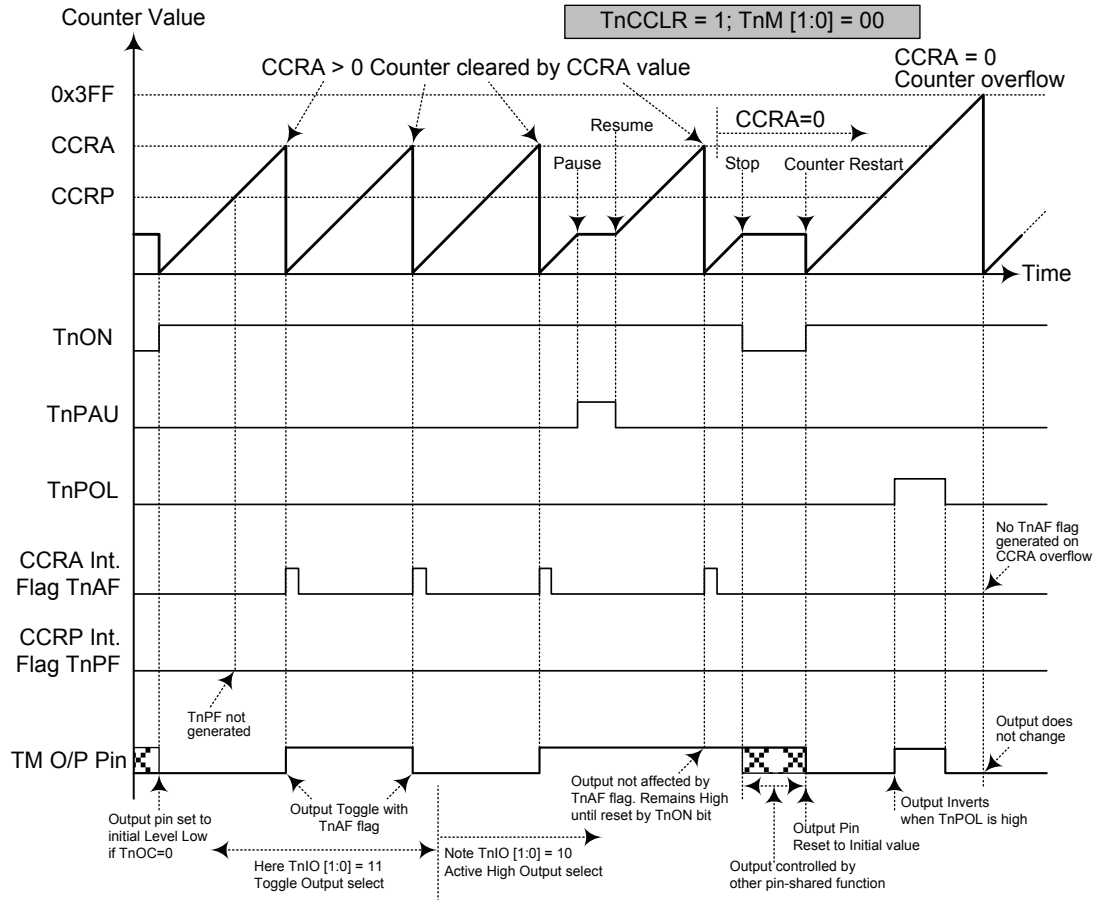 Counter Value
TnCCLR = 1; TnM [1:0] = 00
CCRA > 0 Counter cleared by CCRA value
CCRA = 0
Counter overflow
0x3FF
CCRA
CCRP
Resume
CCRA=0
Pause
Stop
Counter Restart
Time
TnON
TnPAU
TnPOL
No TnAF flag
generated on
CCRA overflow
CCRA Int.
Flag TnAF
CCRP Int.
Flag TnPF
TnPF not
generated
TM O/P Pin
Output does
not change
Output pin set to
initial Level Low
if TnOC=0
Output Toggle with
TnAF flag
Here TnIO [1:0] = 11
Toggle Output select
Note TnIO [1:0] = 10
Active High Output select
Output not affected by
TnAF flag. Remains High
until reset by TnON bit
Output controlled by
other pin-shared function
Output Pin
Reset to Initial value
Output Inverts
when TnPOL is high